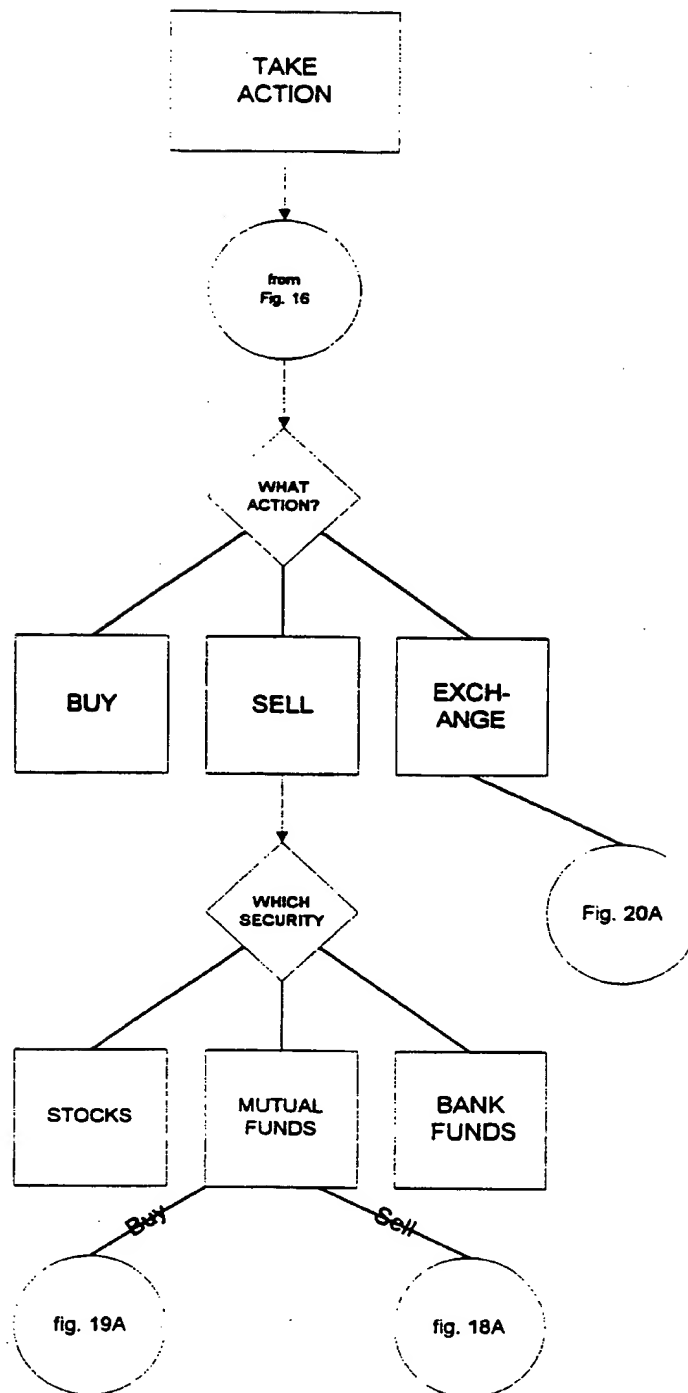 TAKE
ACTION
from
Fig. 16
WHAT
ACTION?
BUY
SELL
EXCH-
ANGE
WHICH
SECURITY
Fig. 20A
STOCKS
MUTUAL
FUNDS
BANK
FUNDS
Buy
Sell
fig. 19A
fig. 18A